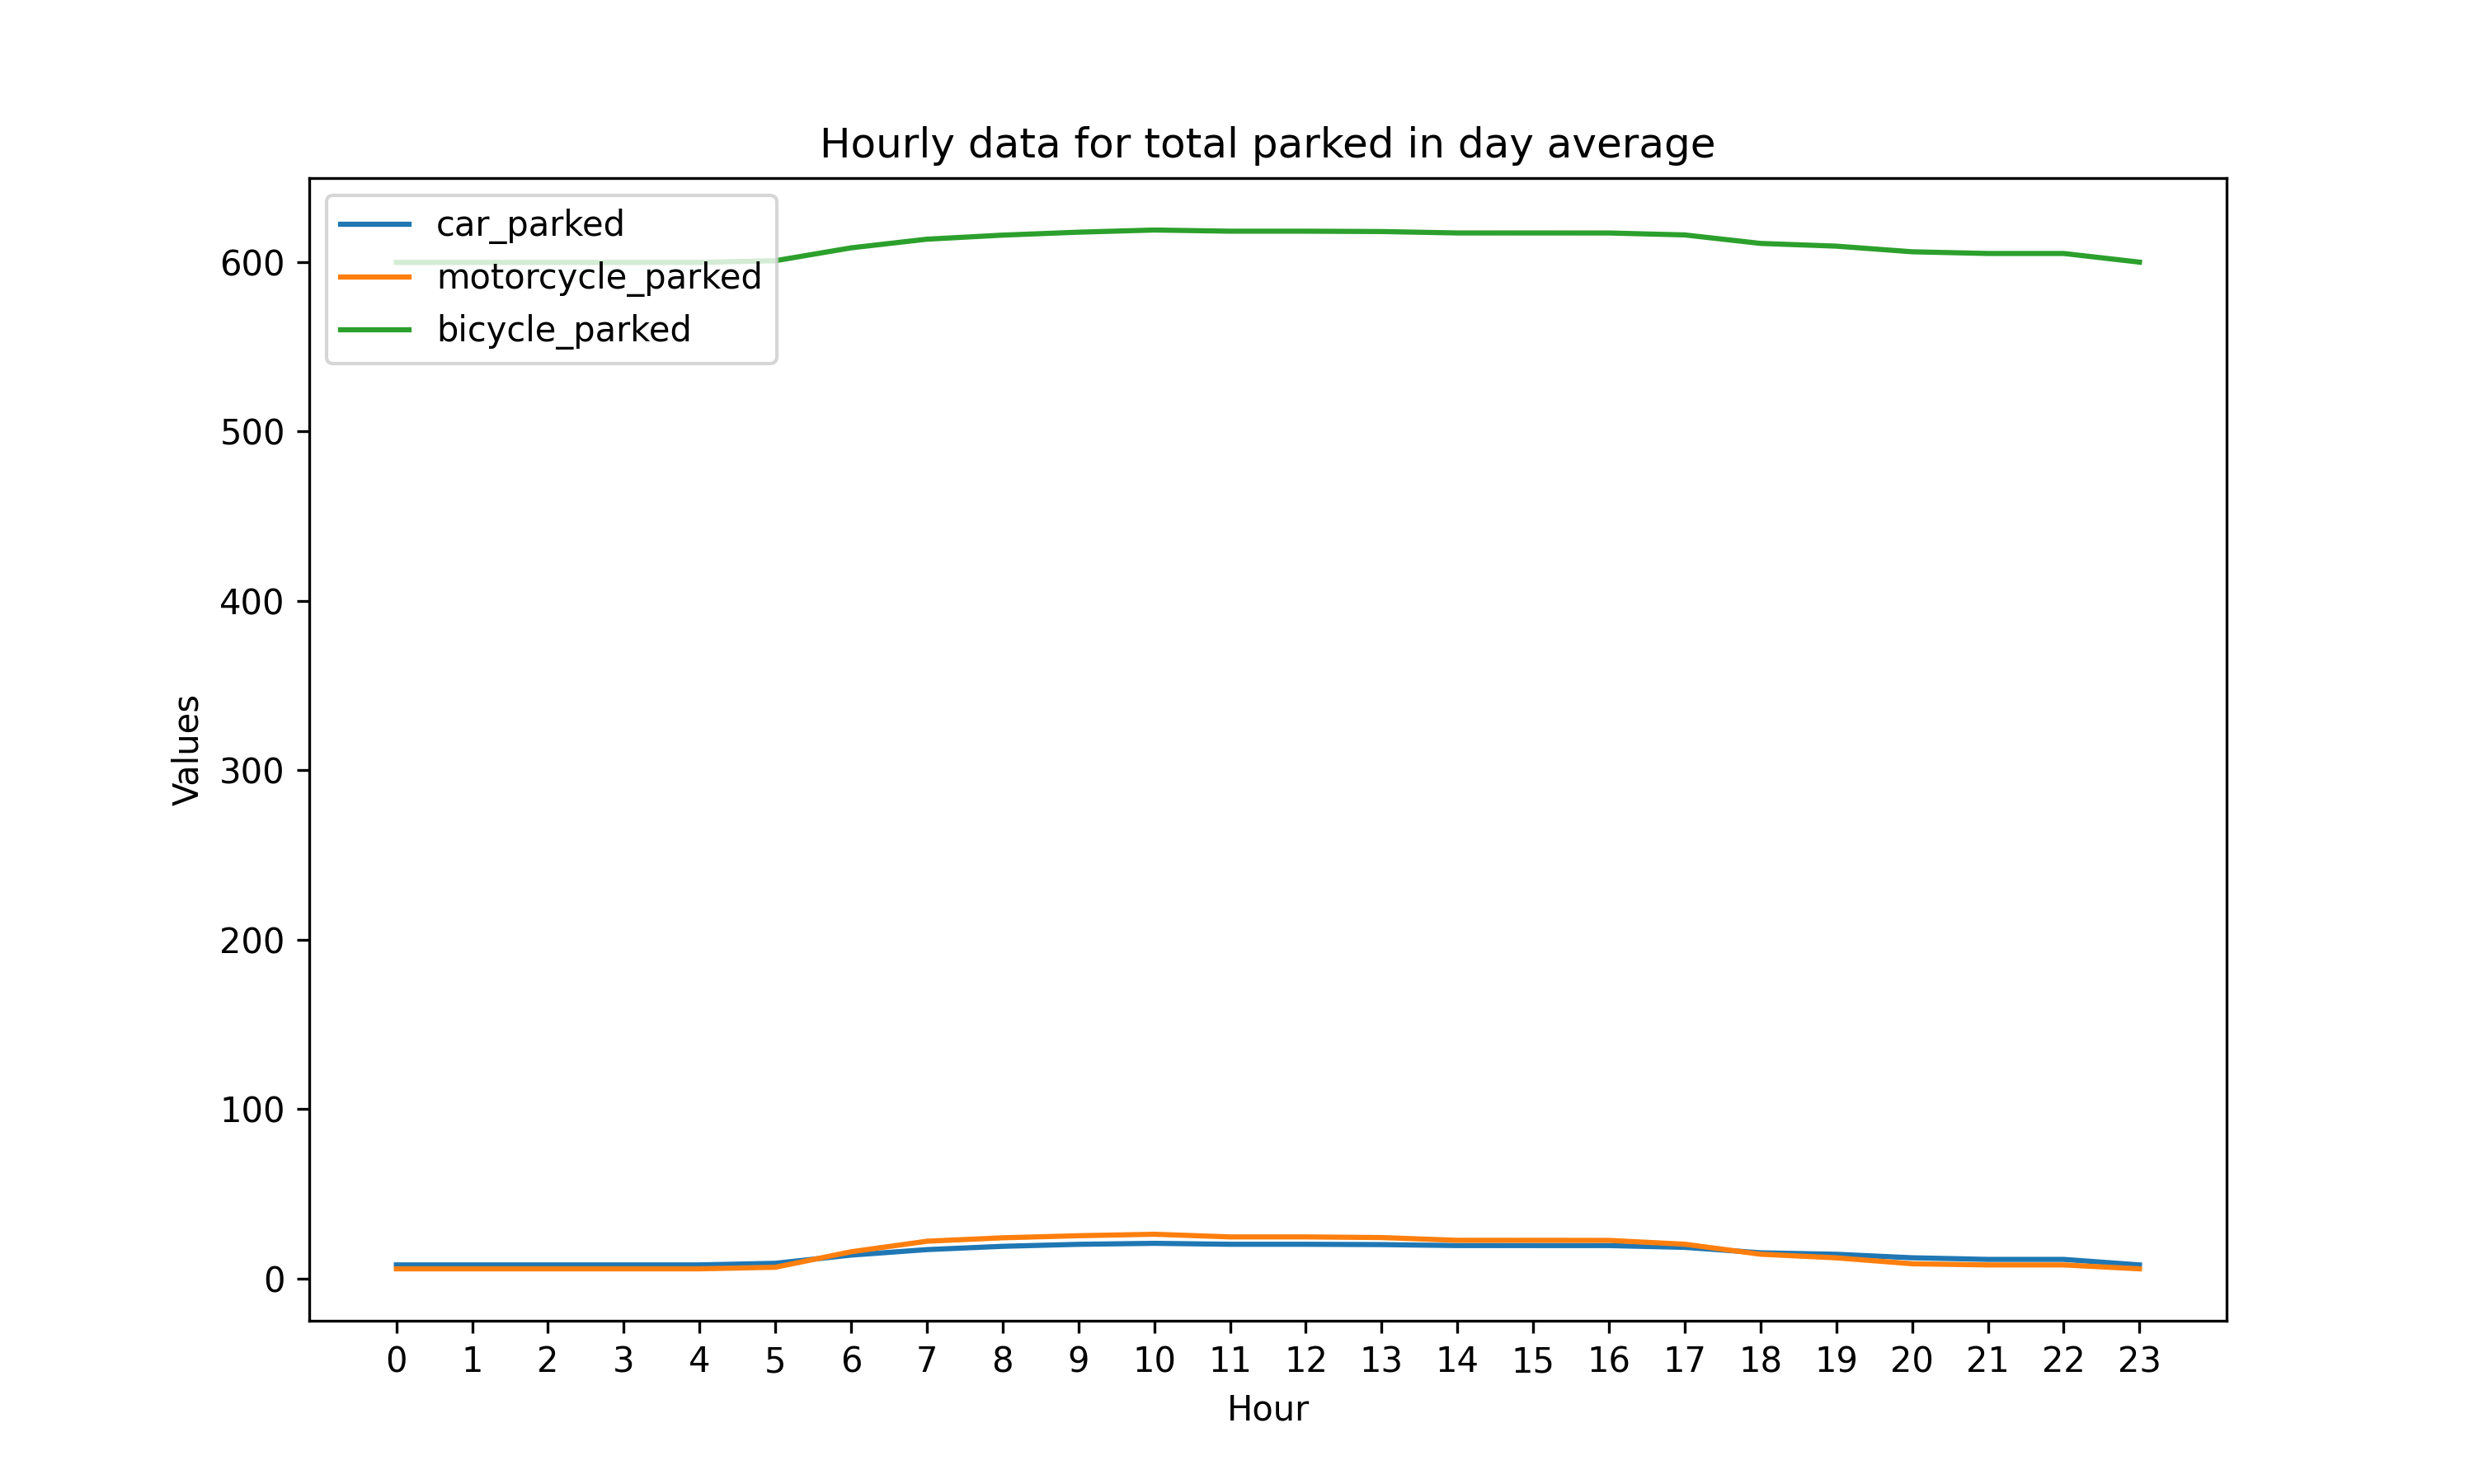 Hourly data for total parked in day average
car_parked
motorcycle_parked
bicycle_parked
600
500
400
300
200
100
0
Values
0 1 2 3 4 5 6 7 8 9 10 11 12 13 14 15 16 17 18 19 20 21 22 23
Hour